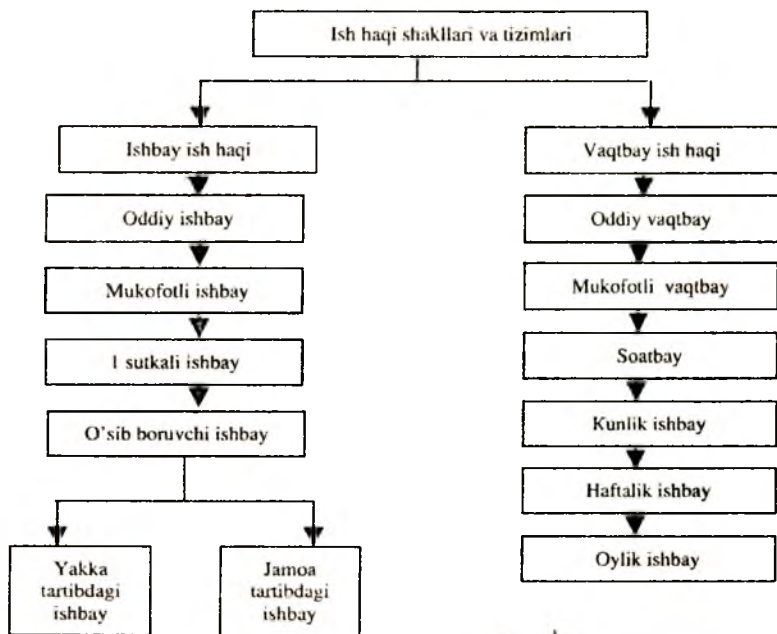 Ish haqi shakllari va tizimlari
Ishbay ish haqi
Oddiy ishbay
Mukofotli ishbay
1 sutkali ishbay
O'sib boruvchi ishbay
Yakka
tartibdagi
ishbay
Jamoa
tartibdagi
ishbay
Vaqtbay ish haqi
Oddiy vaqtbay
Mukofotli vaqtbay
Soatbay
Kunlik ishbay
Haftalik ishbay
Oylik ishbay